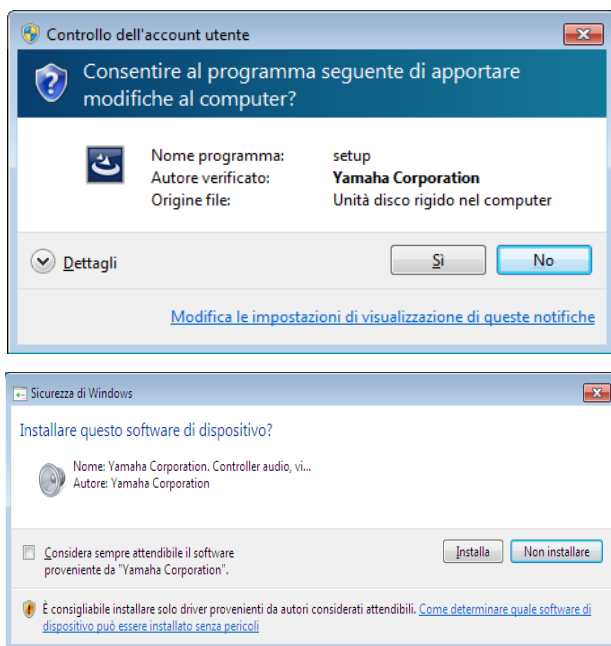 Controllo dell'account utente
Consentire al programma seguente di apportare
modifiche al computer?
Nome programma: setup
Autore verificato: Yamaha Corporation
Origine file: Unità disco rigido nel computer
Dettagli Sì No
Modifica le impostazioni di visualizzazione di queste notifiche
Sicurezza di Windows
Installare questo software di dispositivo?
Nome: Yamaha Corporation. Controller audio, vi...
Autore: Yamaha Corporation
Considera sempre attendibile il software
proveniente da "Yamaha Corporation".
Installa Non installare
È consigliabile installare solo driver provenienti da autori considerati attendibili. Come determinare quale software di
dispositivo può essere installato senza pericoli